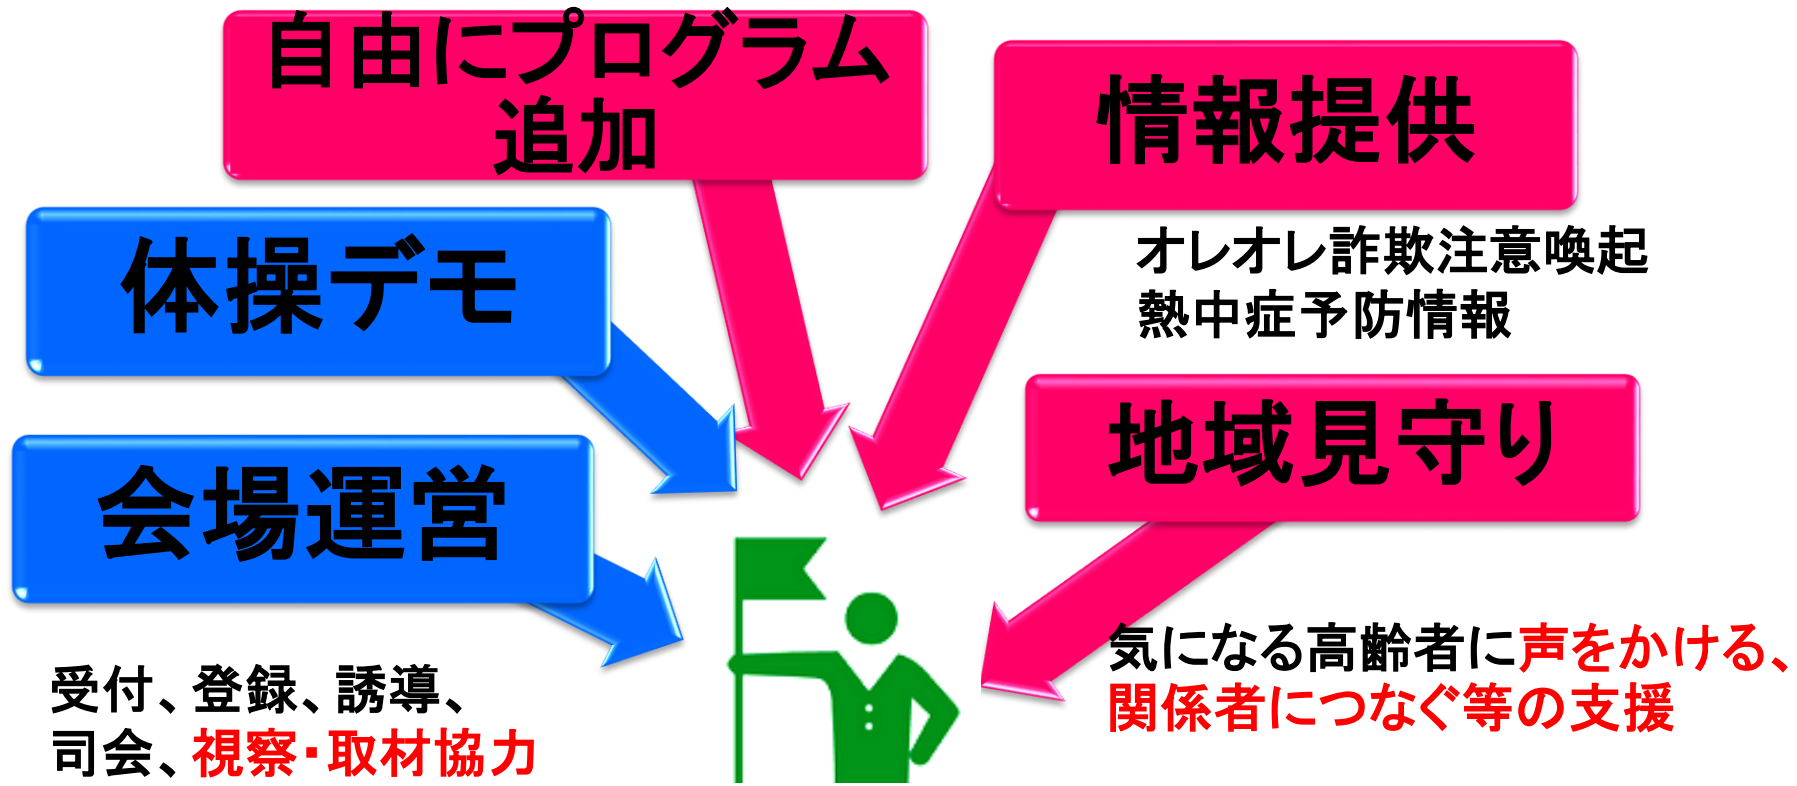 自由にプログラム
追加
情報提供
オレオレ詐欺注意喚起
熱中症予防情報
体操デモ
地域見守り
気になる高齢者に声をかける、
関係者につなぐ等の支援
会場運営
受付、登録、誘導、
司会、視察・取材協力